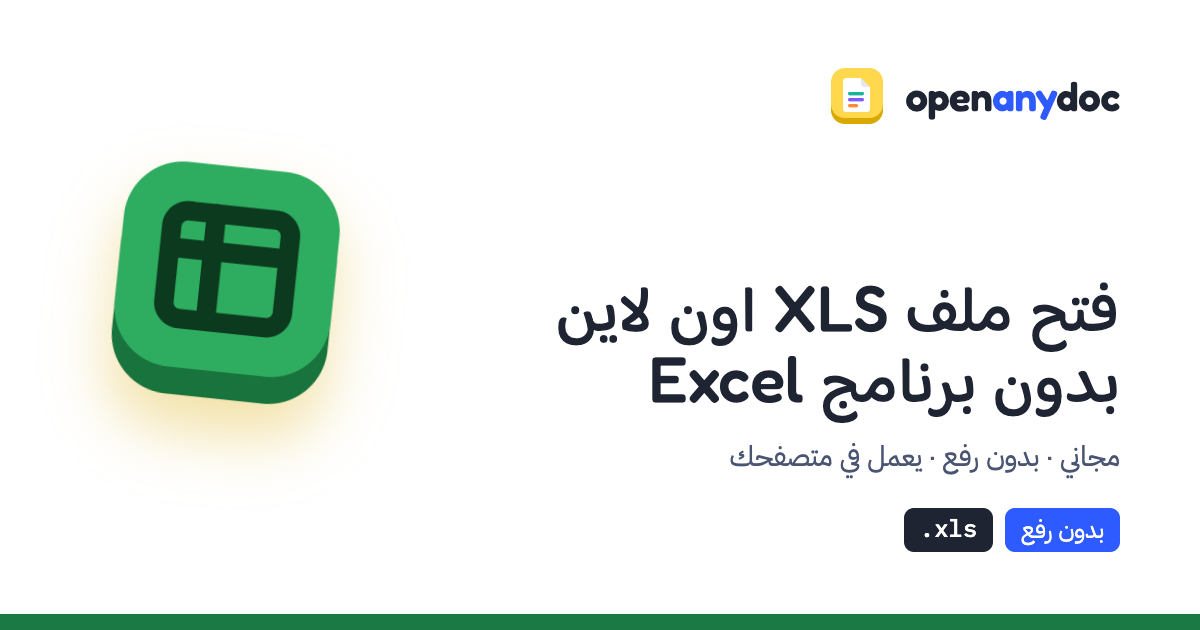 openanydoc
فتح ملف XLS اون لاين
بدون برنامج Excel
مجاني · بدون رفع · يعمل في متصفحك
بدون رفع
.xls